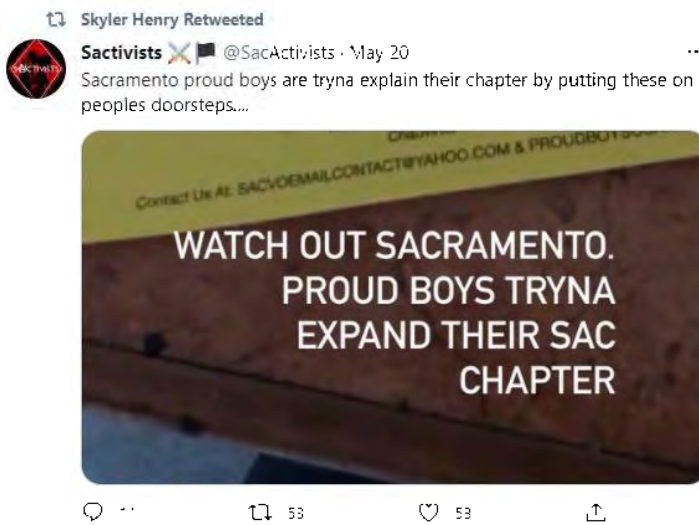 Skyler Henry Retweeted
Sactivists @SacActivists · May 20
Sacramento proud boys are tryna explain their chapter by putting these on
peoples doorsteps....
Contact Us At: SACVOEMAILCONTACT@YAHOO.COM &
WATCH OUT SACRAMENTO.
PROUD BOYS TRYNA
EXPAND THEIR SAC
CHAPTER
53
53